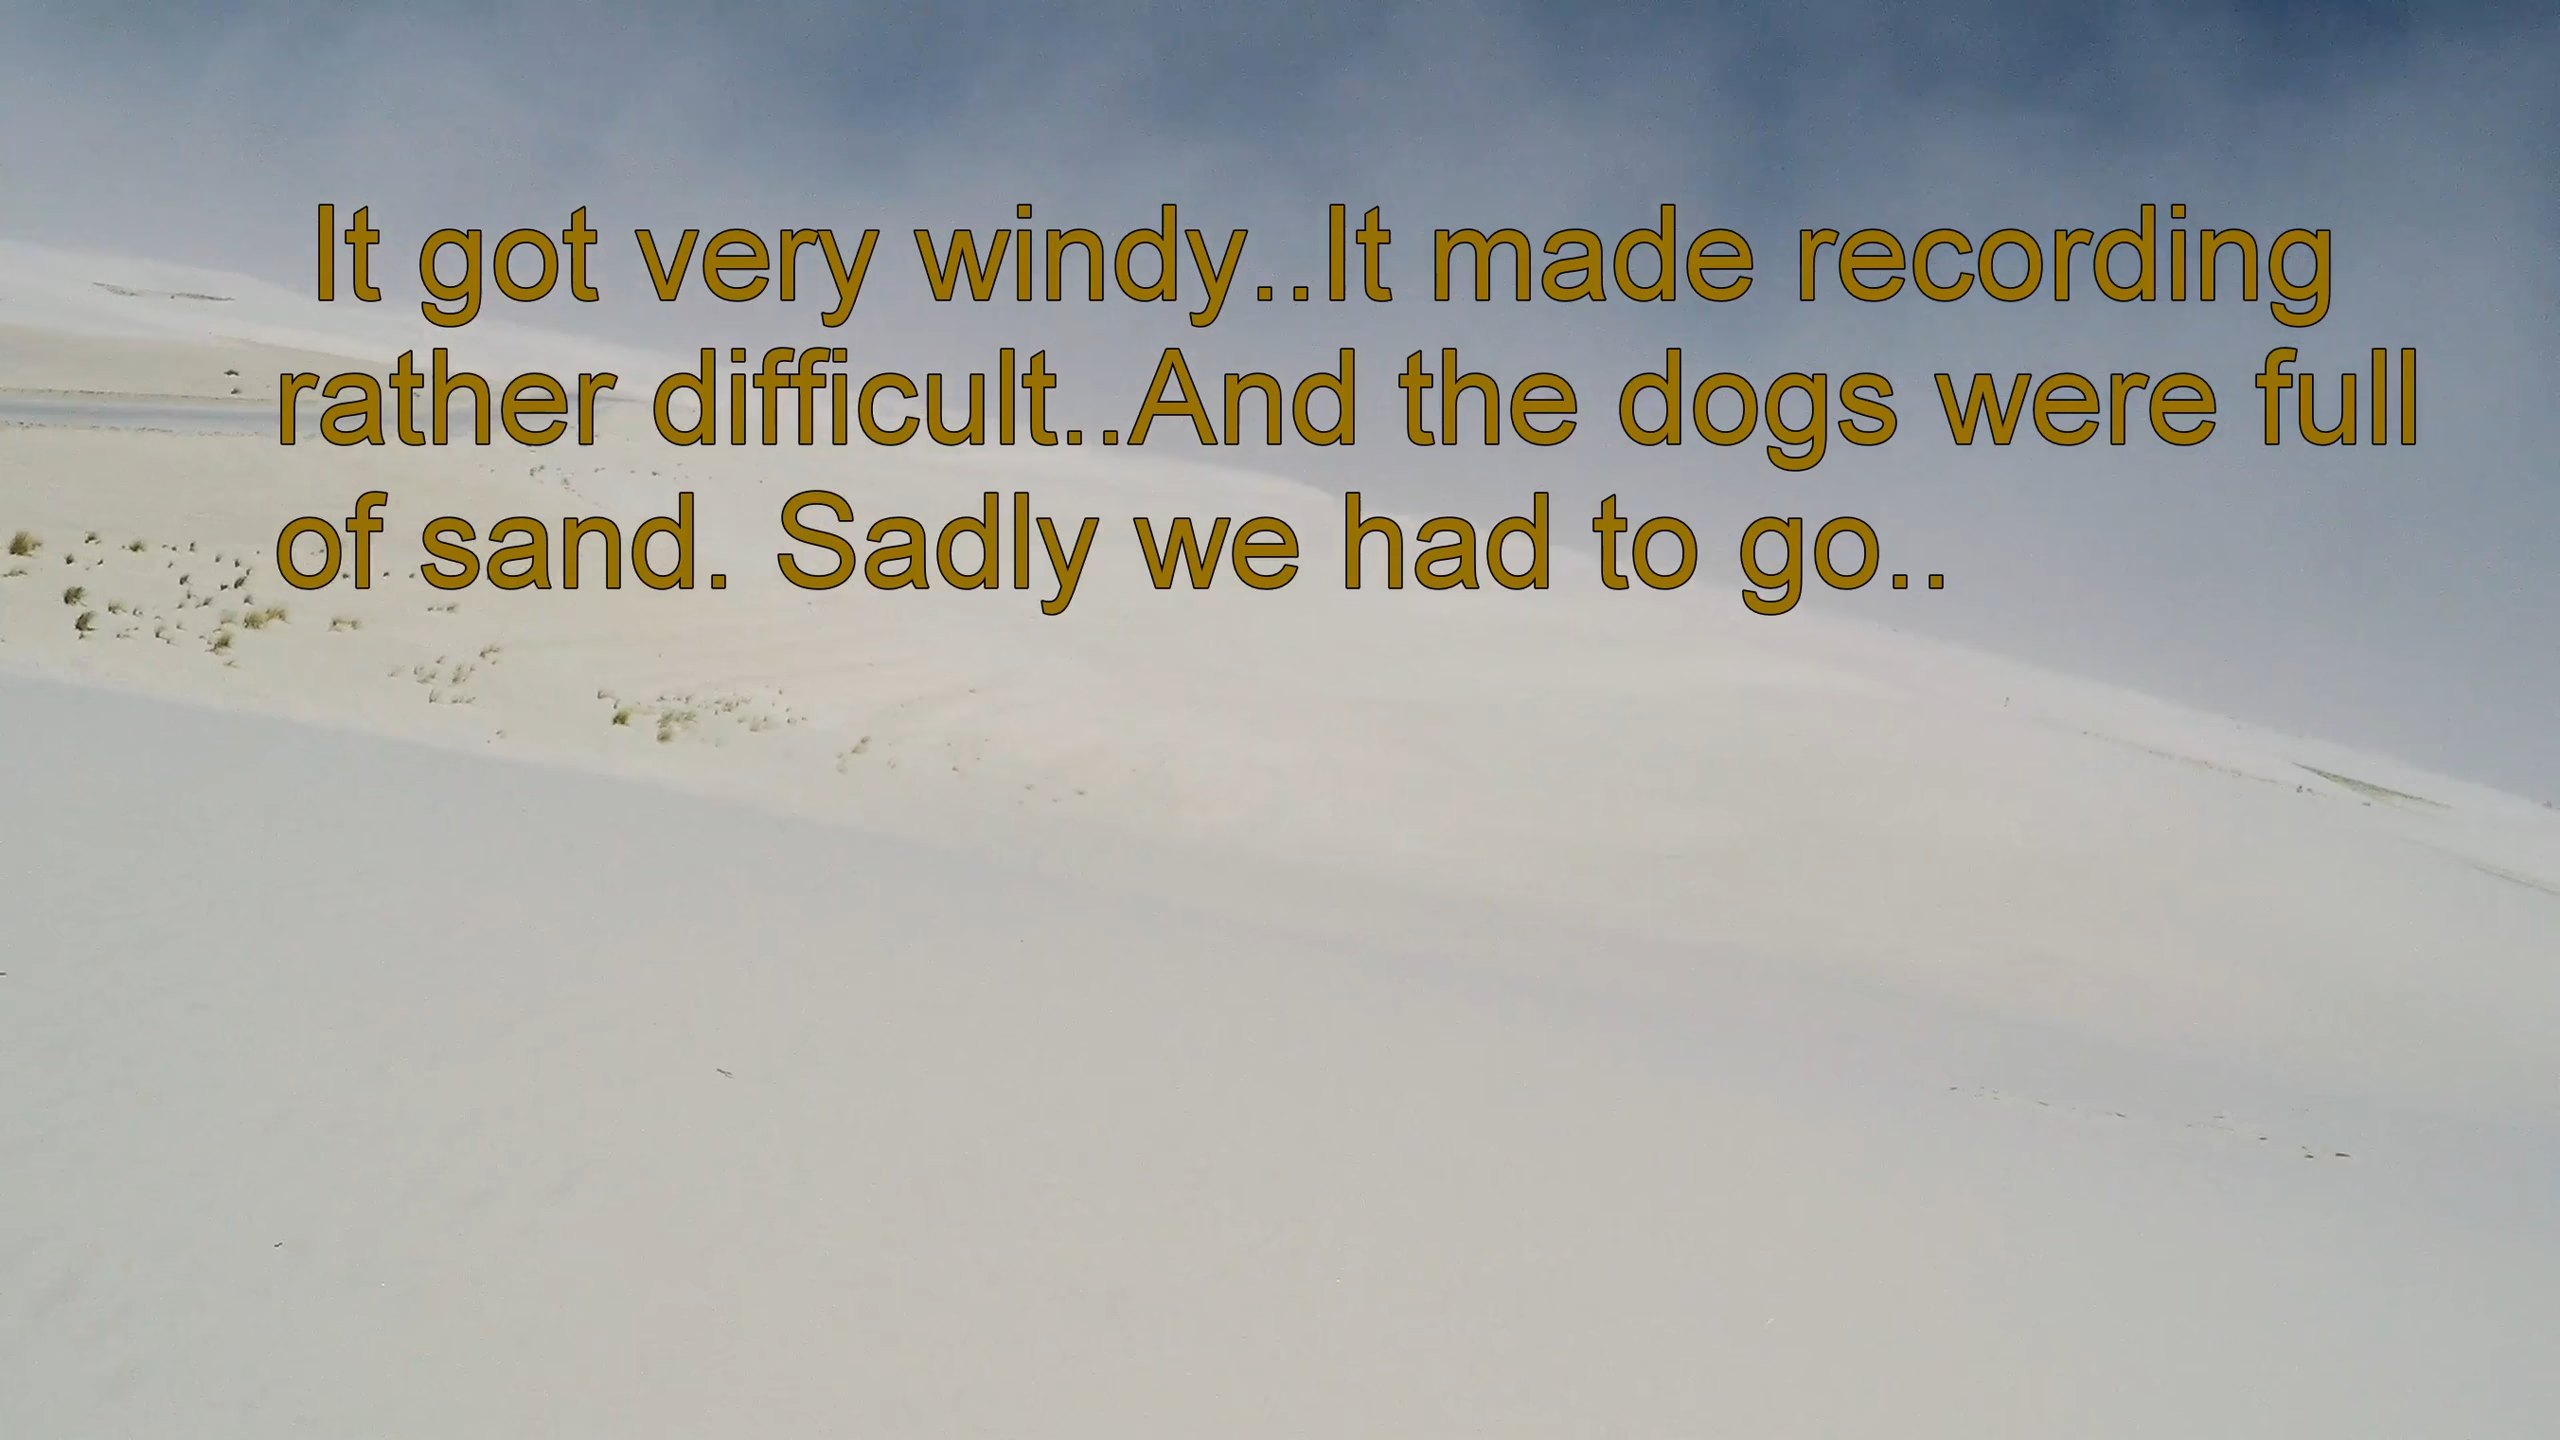 It got very windy..It made recording
rather difficult..And the dogs were full
of sand. Sadly we had to go..